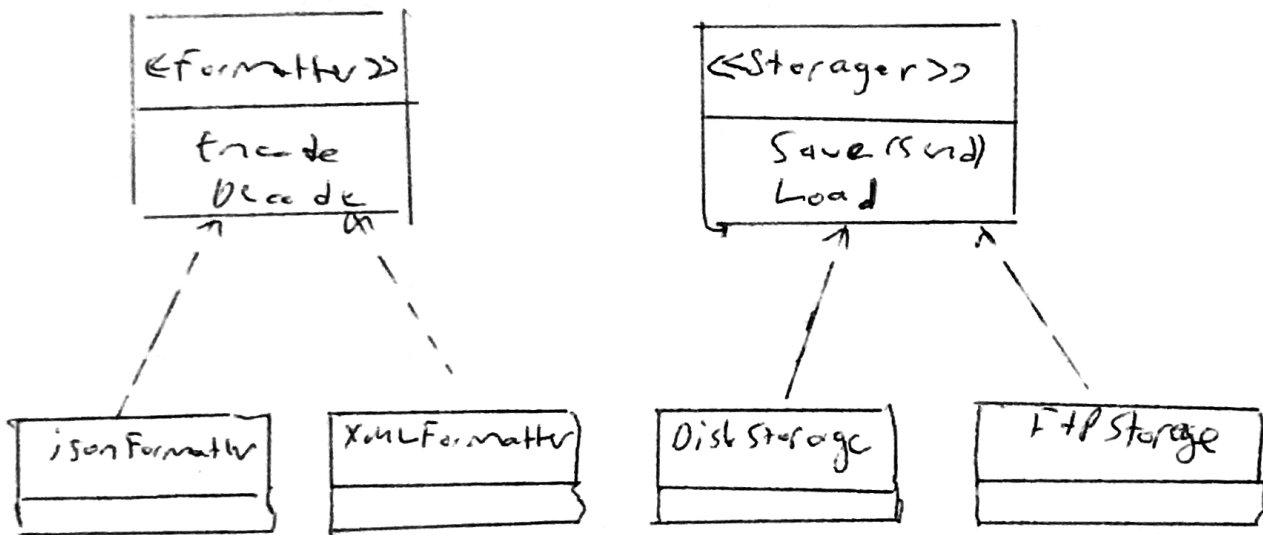 <<Formatter>>
Encode
Decode
<<Storager>>
Save (Send)
Load
jsonFormatter
XMLFormatter
DiskStorage
FtpStorage